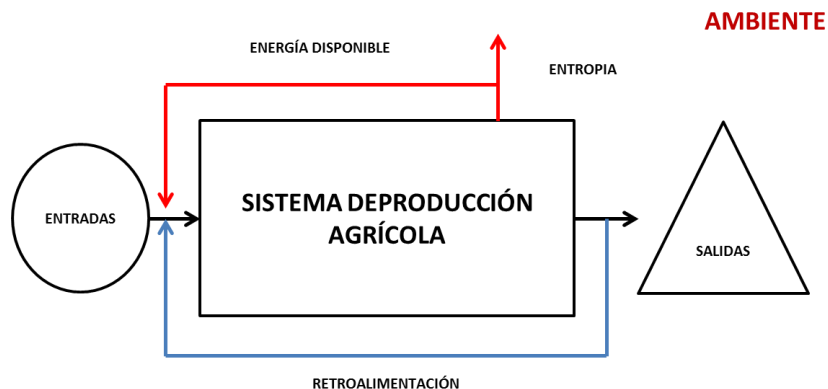 AMBIENTE
ENERGÍA DISPONIBLE
ENTROPIA
ENTRADAS
SISTEMA DEPRODUCCIÓN
AGRÍCOLA
SALIDAS
RETROALIMENTACIÓN